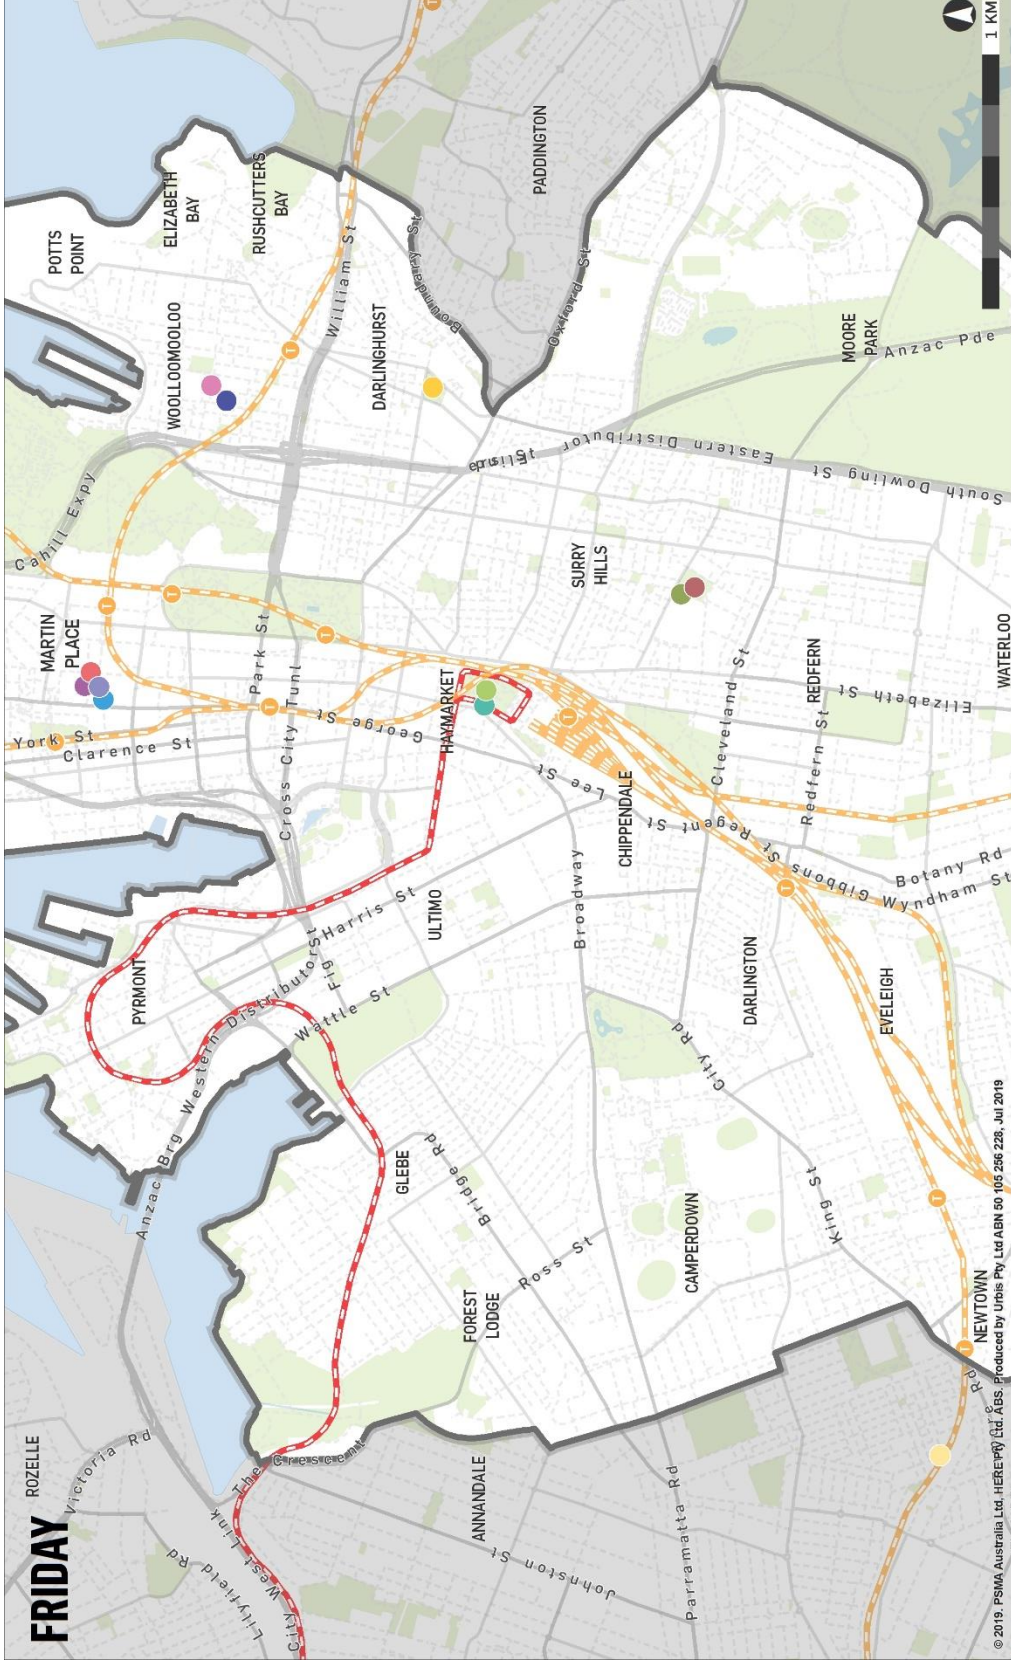 FRIDAY
ROZELLE
Victoria Rd
Lilyfield Rd
City West Link
The Crescent
Anzac Brg
Western Distributor
PYRMONT
York St
Clarence St
MARTIN
PLACE
Cahill Expy
POTTS
POINT
ELIZABETH
BAY
WOOLLOOMOOLOO
RUSHCUTTERS
BAY
Park St
Cross City Tunl
William St
Fig St
Wattle St
Harris St
ULTIMO
George St
HAYMARKET
DARLINGHURST
Boundary St
GLEBE
Bridge Rd
FOREST
LODGE
Ross St
ANNANDALE
Johnston St
Parramatta Rd
Lee St
Broadway
PADDINGTON
Oxford St
SURRY
HILLS
CHIPPENDALE
Eastern Distributor
South Dowling St
CAMPERDOWN
City Rd
King St
DARLINGTON
Regent St
Cleveland St
REDFERN
Redfern St
Elizabeth St
MOORE
PARK
Anzac Pde
EVELEIGH
Gibbons St
Wyndham St
Botany Rd
NEWTOWN
WATERLOO
T
T
T
T
T
T
T
T
T
T
T
© 2019. PSMA Australia Ltd, HERE Pty Ltd. ABS. Produced by Urbis Pty Ltd ABN 50 105 256 228, Jul 2019
1 KM